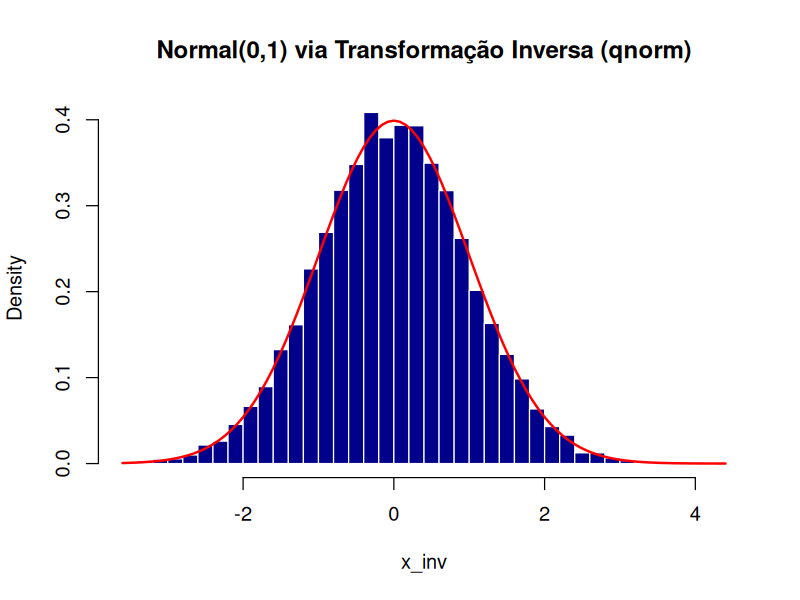 Normal(0,1) via Transformação Inversa (qnorm)
0.4
0.3
0.2
0.1
0.0
Density
-2 0 2 4
x_inv